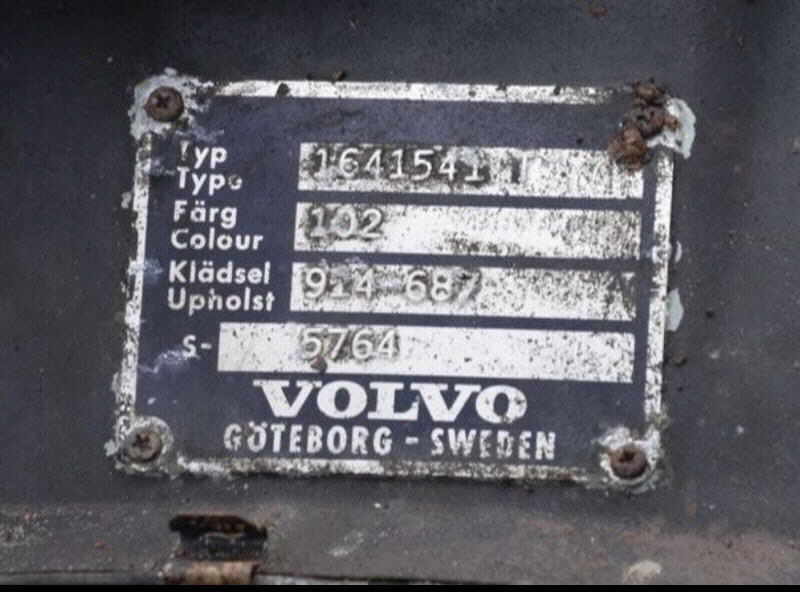 Typ
Type 1641541
Färg
Colour 102
Klädsel
Upholst 914 687
S- 5764
VOLVO
GÖTEBORG - SWEDEN